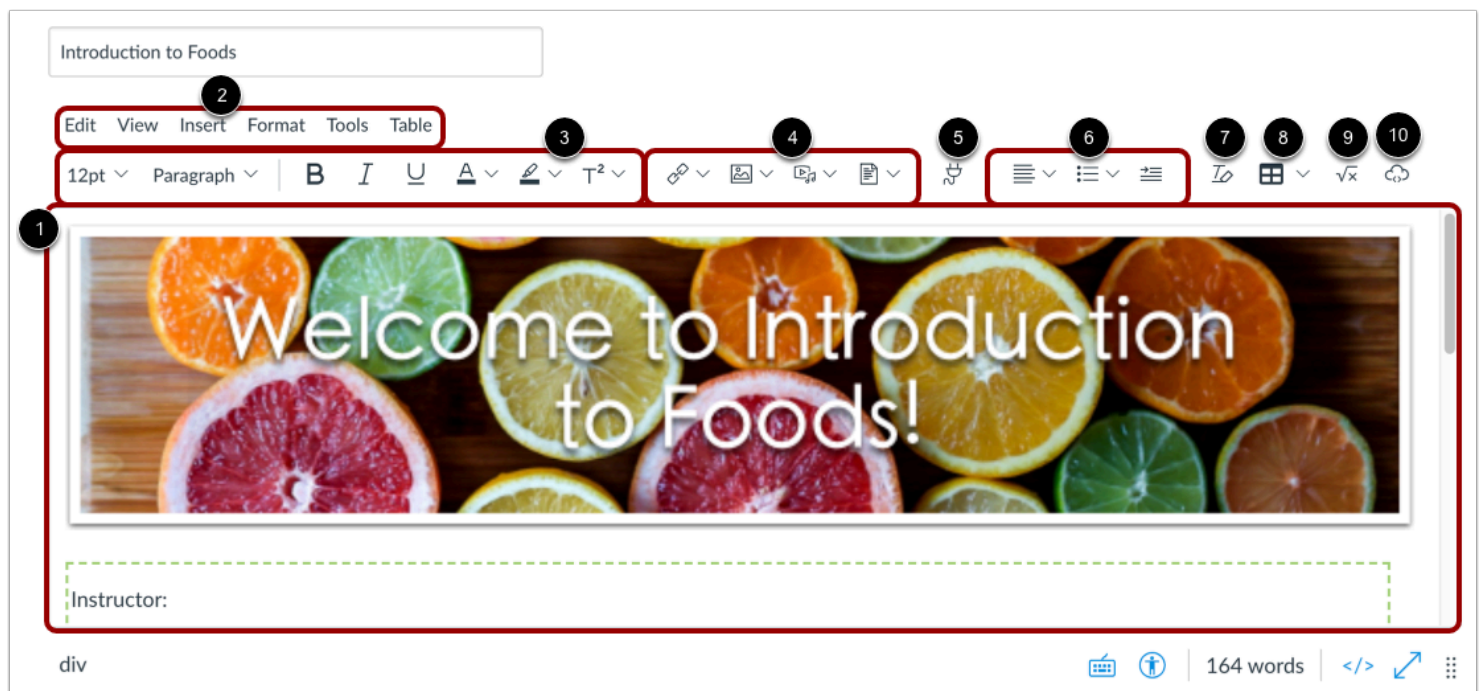 Introduction to Foods
2
Edit View Insert Format Tools Table
3 4 5 6 7 8 9 10
12pt Paragraph B I U A T² √x
1
Welcome to Introduction
to Foods!
Instructor:
div 164 words </>